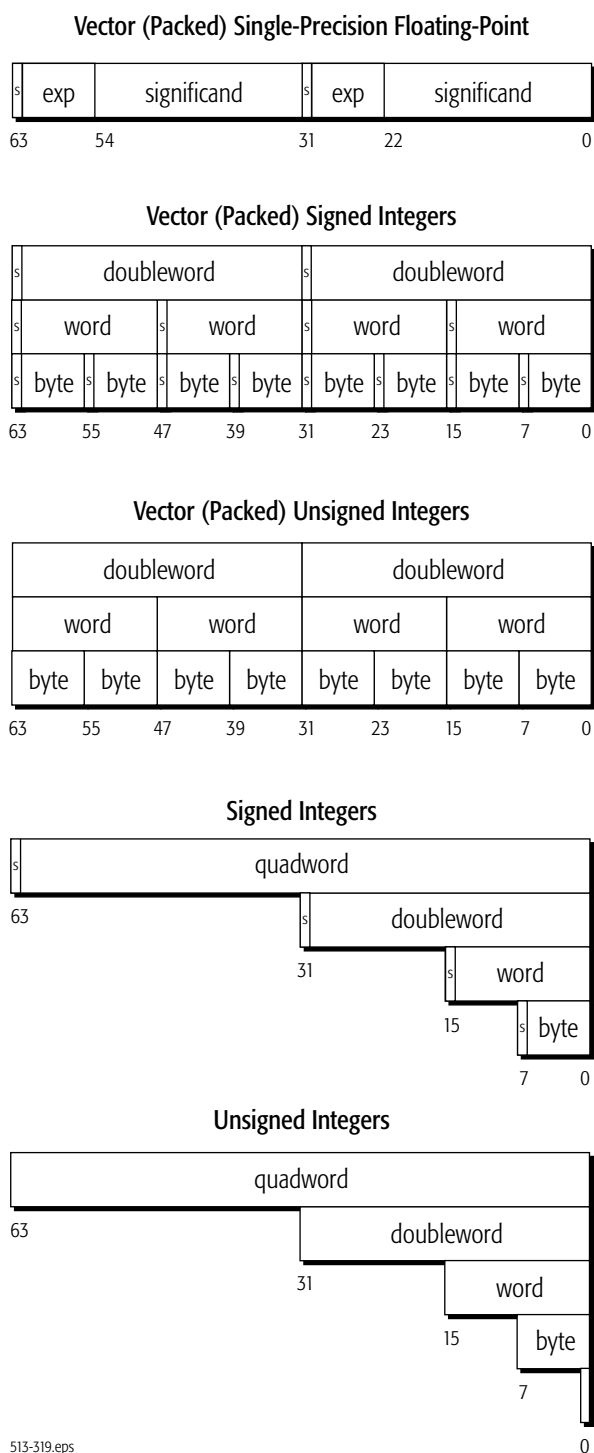 Vector (Packed) Single-Precision Floating-Point
s exp significand s exp significand
63 54 31 22 0
Vector (Packed) Signed Integers
s doubleword s doubleword
s word s word s word s word
s byte s byte s byte s byte s byte s byte s byte s byte
63 55 47 39 31 23 15 7 0
Vector (Packed) Unsigned Integers
doubleword doubleword
word word word word
byte byte byte byte byte byte byte byte
63 55 47 39 31 23 15 7 0
Signed Integers
s quadword
63 s doubleword
31 s word
15 s byte
7 0
Unsigned Integers
quadword
63 doubleword
31 word
15 byte
7
513-319.eps 0